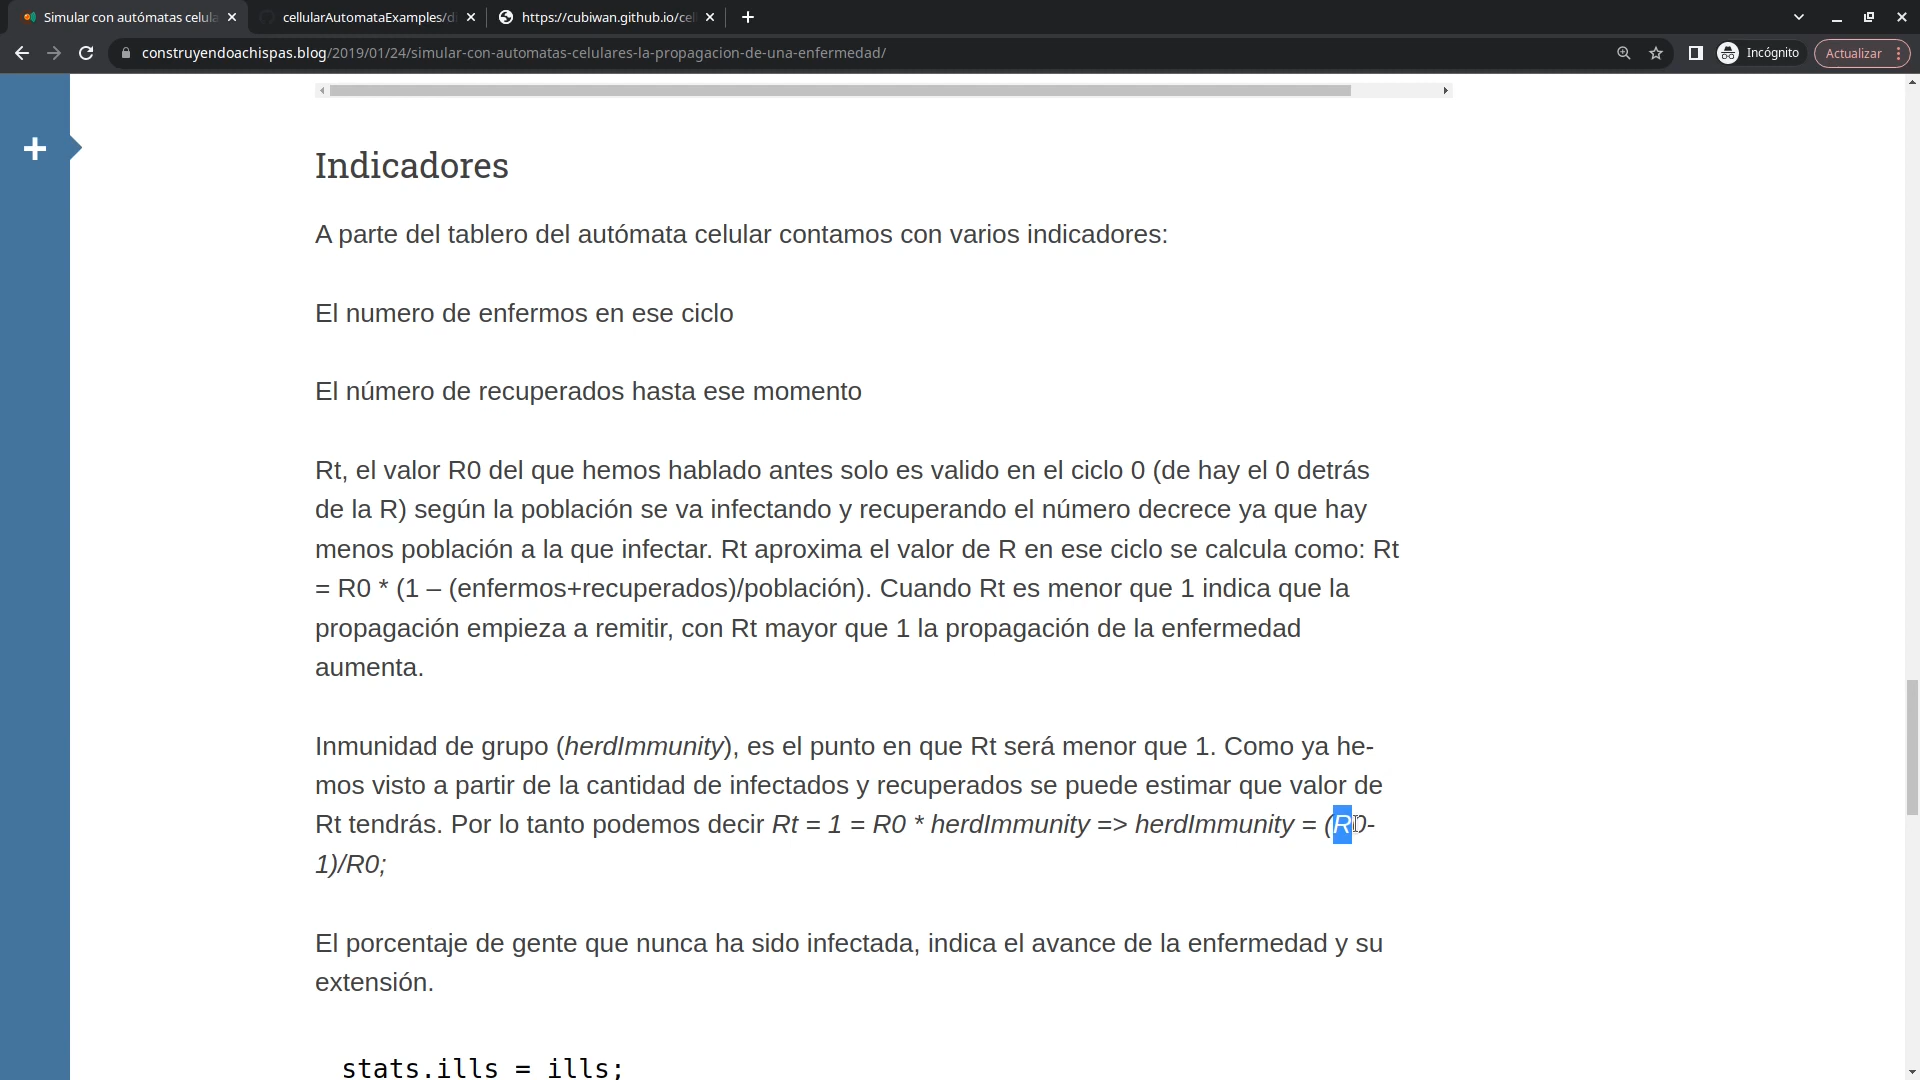 Simular con autómatas celula
cellularAutomataExamples/di
https://cubiwan.github.io/cel
construyendoachispas.blog/2019/01/24/simular-con-automatas-celulares-la-propagacion-de-una-enfermedad/
Incógnito
Actualizar
Indicadores
A parte del tablero del autómata celular contamos con varios indicadores:
El numero de enfermos en ese ciclo
El número de recuperados hasta ese momento
Rt, el valor R0 del que hemos hablado antes solo es valido en el ciclo 0 (de hay el 0 detrás
de la R) según la población se va infectando y recuperando el número decrece ya que hay
menos población a la que infectar. Rt aproxima el valor de R en ese ciclo se calcula como: Rt
= R0 * (1 – (enfermos+recuperados)/población). Cuando Rt es menor que 1 indica que la
propagación empieza a remitir, con Rt mayor que 1 la propagación de la enfermedad
aumenta.
Inmunidad de grupo (herdImmunity), es el punto en que Rt será menor que 1. Como ya he-
mos visto a partir de la cantidad de infectados y recuperados se puede estimar que valor de
Rt tendrás. Por lo tanto podemos decir Rt = 1 = R0 * herdImmunity => herdImmunity = (R0-
1)/R0;
El porcentaje de gente que nunca ha sido infectada, indica el avance de la enfermedad y su
extensión.
stats.ills = ills;